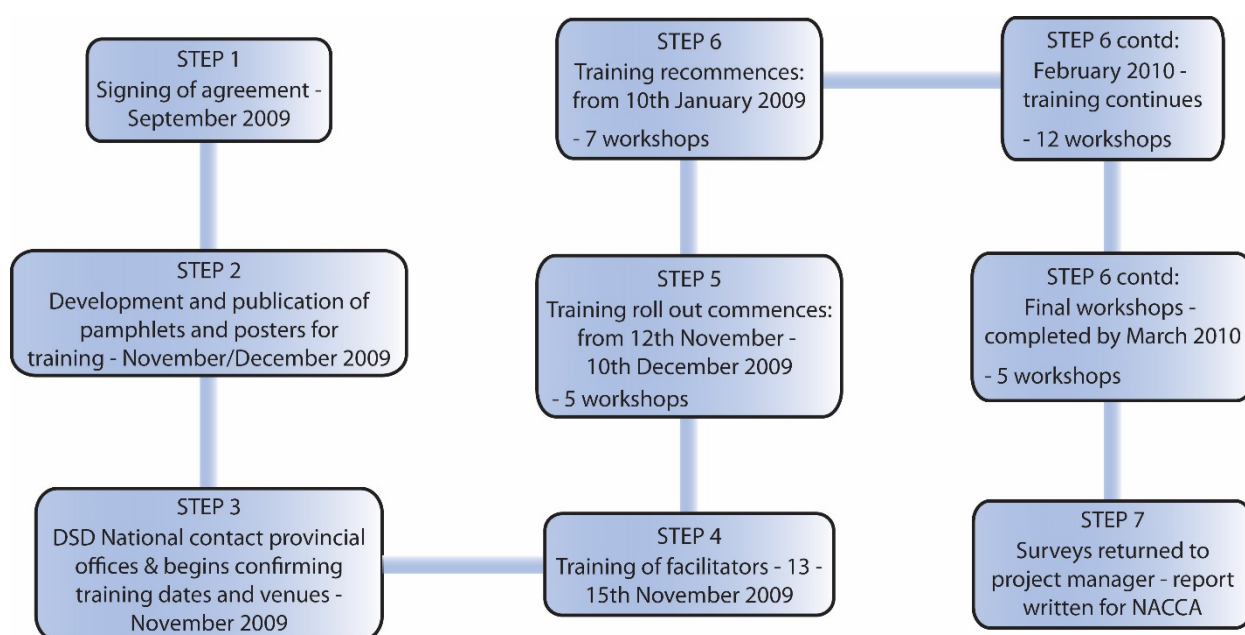 STEP 1
Signing of agreement -
September 2009
STEP 2
Development and publication of
pamphlets and posters for
training - November/December 2009
STEP 3
DSD National contact provincial
offices & begins confirming
training dates and venues -
November 2009
STEP 4
Training of facilitators - 13 -
15th November 2009
STEP 5
Training roll out commences:
from 12th November -
10th December 2009
- 5 workshops
STEP 6
Training recommences:
from 10th January 2009
- 7 workshops
STEP 6 contd:
February 2010 -
training continues
- 12 workshops
STEP 6 contd:
Final workshops -
completed by March 2010
- 5 workshops
STEP 7
Surveys returned to
project manager - report
written for NACCA